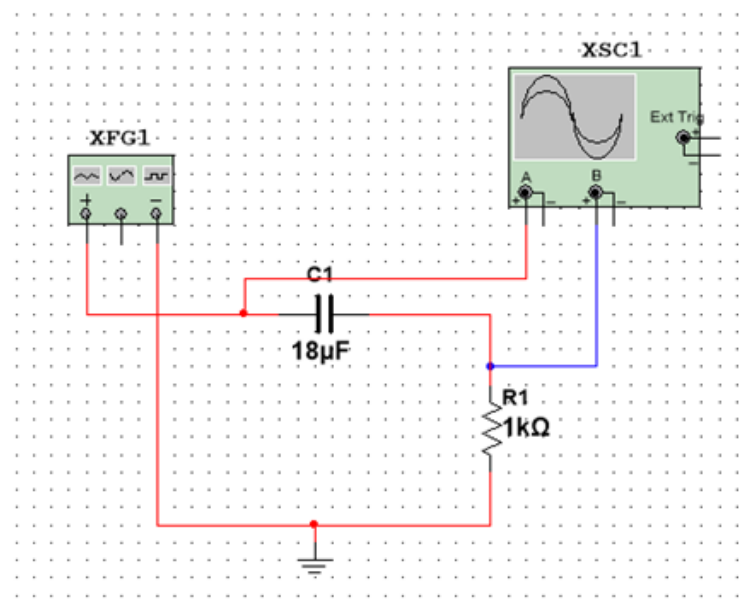 XSC1
Ext Trig
+
−
XFG1
A
B
+
−
+
−
+
−
C1
18µF
R1
1kΩ